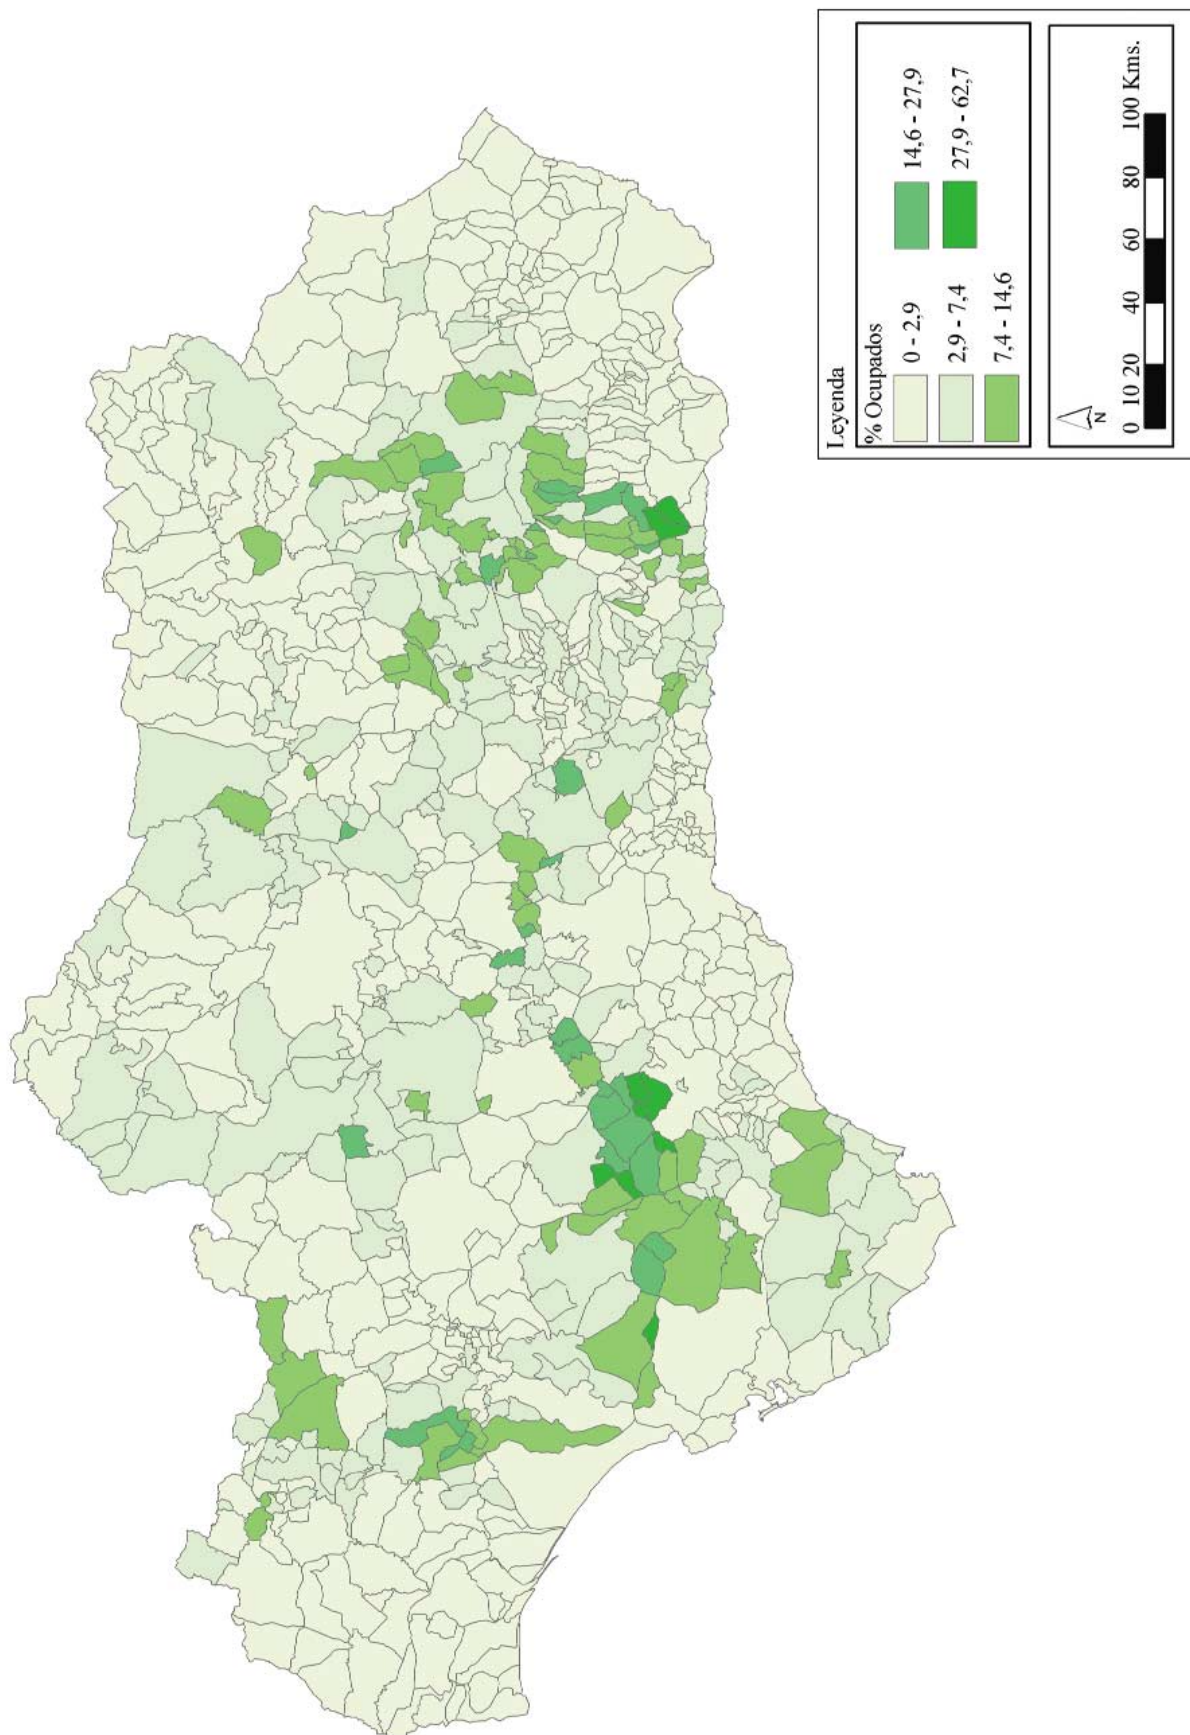 Leyenda
% Ocupados
0 - 2,9
2,9 - 7,4
7,4 - 14,6
14,6 - 27,9
27,9 - 62,7
N
0 10 20 40 60 80 100 Kms.